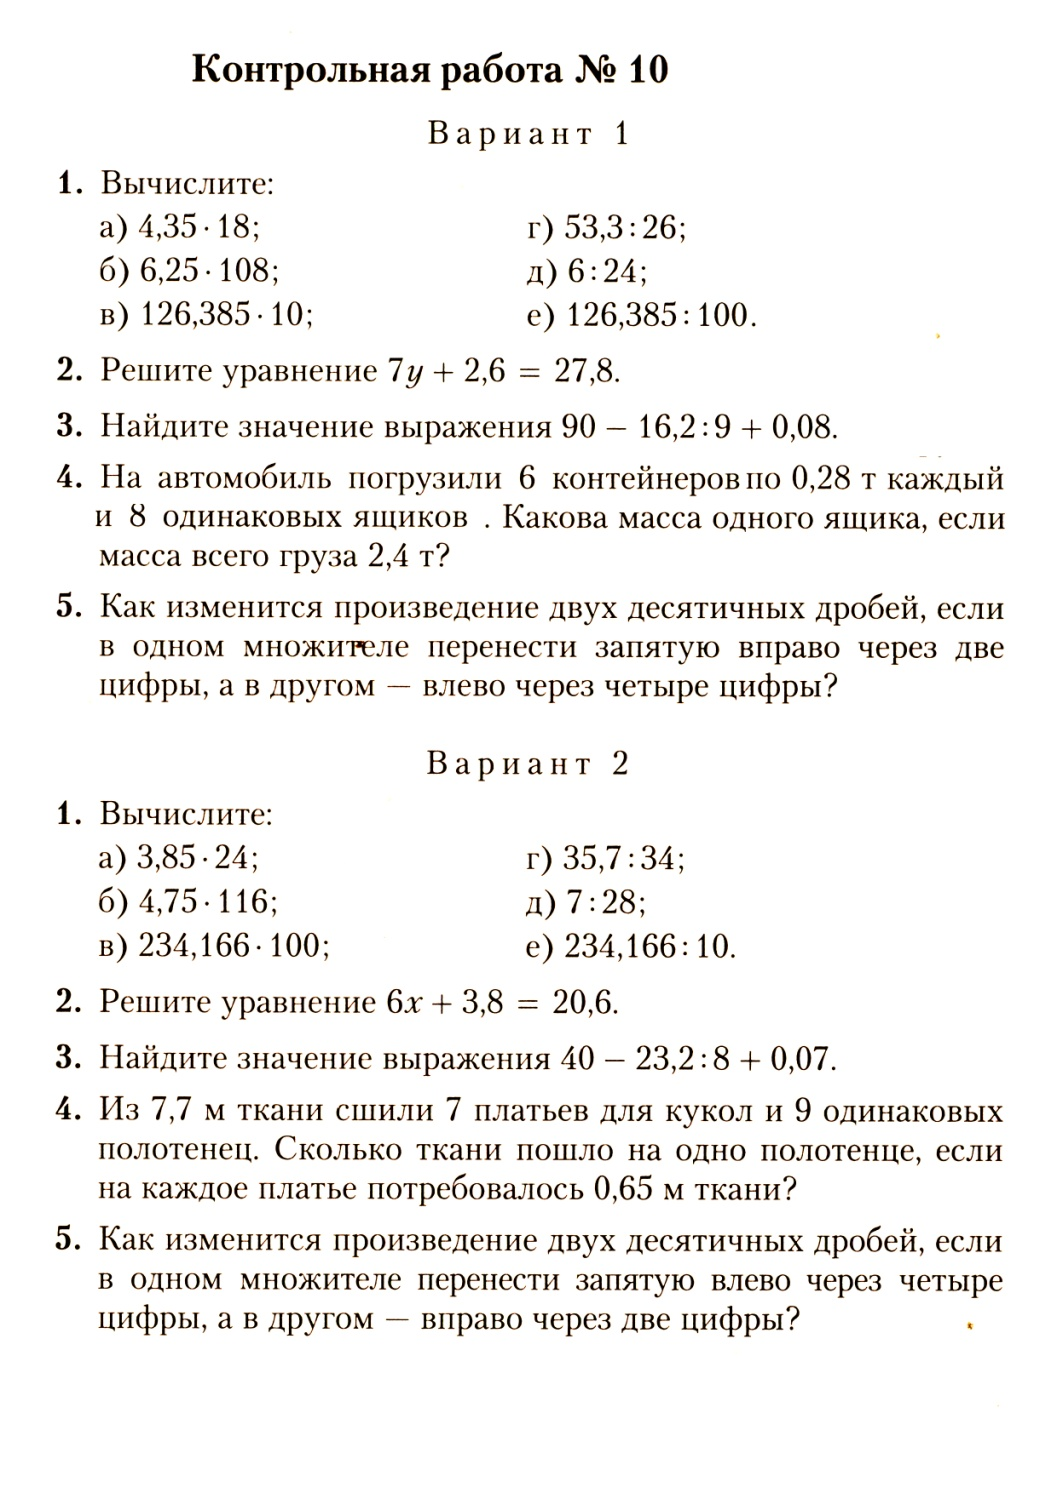 Контрольная работа № 10
Вариант 1
1. Вычислите:
а) 4,35 · 18; г) 53,3 : 26;
б) 6,25 · 108; д) 6 : 24;
в) 126,385 · 10; е) 126,385 : 100.
2. Решите уравнение 7y + 2,6 = 27,8.
3. Найдите значение выражения 90 − 16,2 : 9 + 0,08.
4. На автомобиль погрузили 6 контейнеров по 0,28 т каждый
и 8 одинаковых ящиков . Какова масса одного ящика, если
масса всего груза 2,4 т?
5. Как изменится произведение двух десятичных дробей, если
в одном множителе перенести запятую вправо через две
цифры, а в другом — влево через четыре цифры?
Вариант 2
1. Вычислите:
а) 3,85 · 24; г) 35,7 : 34;
б) 4,75 · 116; д) 7 : 28;
в) 234,166 · 100; е) 234,166 : 10.
2. Решите уравнение 6x + 3,8 = 20,6.
3. Найдите значение выражения 40 − 23,2 : 8 + 0,07.
4. Из 7,7 м ткани сшили 7 платьев для кукол и 9 одинаковых
полотенец. Сколько ткани пошло на одно полотенце, если
на каждое платье потребовалось 0,65 м ткани?
5. Как изменится произведение двух десятичных дробей, если
в одном множителе перенести запятую влево через четыре
цифры, а в другом — вправо через две цифры?